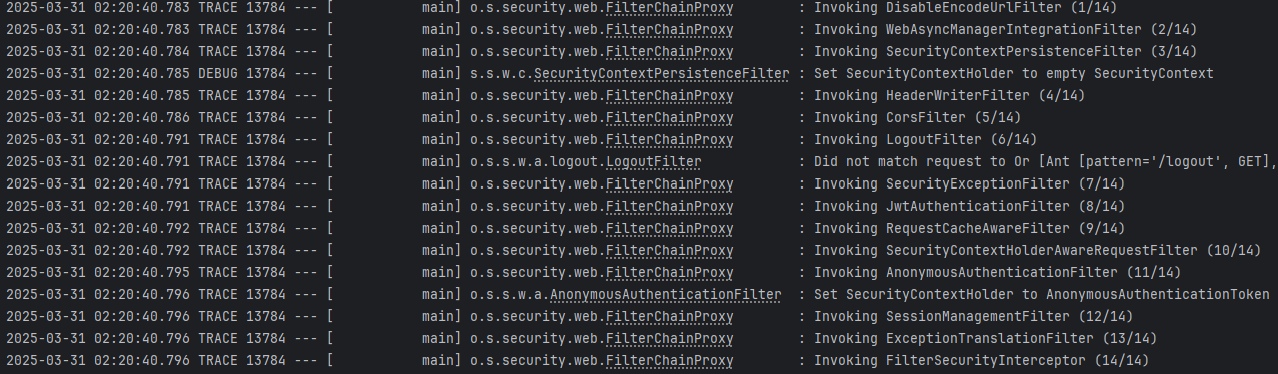 2025-03-31 02:20:40.783 TRACE 13784 --- [           main] o.s.security.web.FilterChainProxy        : Invoking DisableEncodeUrlFilter (1/14)
2025-03-31 02:20:40.783 TRACE 13784 --- [           main] o.s.security.web.FilterChainProxy        : Invoking WebAsyncManagerIntegrationFilter (2/14)
2025-03-31 02:20:40.784 TRACE 13784 --- [           main] o.s.security.web.FilterChainProxy        : Invoking SecurityContextPersistenceFilter (3/14)
2025-03-31 02:20:40.785 DEBUG 13784 --- [           main] s.s.w.c.SecurityContextPersistenceFilter : Set SecurityContextHolder to empty SecurityContext
2025-03-31 02:20:40.785 TRACE 13784 --- [           main] o.s.security.web.FilterChainProxy        : Invoking HeaderWriterFilter (4/14)
2025-03-31 02:20:40.786 TRACE 13784 --- [           main] o.s.security.web.FilterChainProxy        : Invoking CorsFilter (5/14)
2025-03-31 02:20:40.791 TRACE 13784 --- [           main] o.s.security.web.FilterChainProxy        : Invoking LogoutFilter (6/14)
2025-03-31 02:20:40.791 TRACE 13784 --- [           main] o.s.s.w.a.logout.LogoutFilter            : Did not match request to Or [Ant [pattern='/logout', GET],
2025-03-31 02:20:40.791 TRACE 13784 --- [           main] o.s.security.web.FilterChainProxy        : Invoking SecurityExceptionFilter (7/14)
2025-03-31 02:20:40.791 TRACE 13784 --- [           main] o.s.security.web.FilterChainProxy        : Invoking JwtAuthenticationFilter (8/14)
2025-03-31 02:20:40.792 TRACE 13784 --- [           main] o.s.security.web.FilterChainProxy        : Invoking RequestCacheAwareFilter (9/14)
2025-03-31 02:20:40.792 TRACE 13784 --- [           main] o.s.security.web.FilterChainProxy        : Invoking SecurityContextHolderAwareRequestFilter (10/14)
2025-03-31 02:20:40.795 TRACE 13784 --- [           main] o.s.security.web.FilterChainProxy        : Invoking AnonymousAuthenticationFilter (11/14)
2025-03-31 02:20:40.796 TRACE 13784 --- [           main] o.s.s.w.a.AnonymousAuthenticationFilter  : Set SecurityContextHolder to AnonymousAuthenticationToken
2025-03-31 02:20:40.796 TRACE 13784 --- [           main] o.s.security.web.FilterChainProxy        : Invoking SessionManagementFilter (12/14)
2025-03-31 02:20:40.796 TRACE 13784 --- [           main] o.s.security.web.FilterChainProxy        : Invoking ExceptionTranslationFilter (13/14)
2025-03-31 02:20:40.796 TRACE 13784 --- [           main] o.s.security.web.FilterChainProxy        : Invoking FilterSecurityInterceptor (14/14)